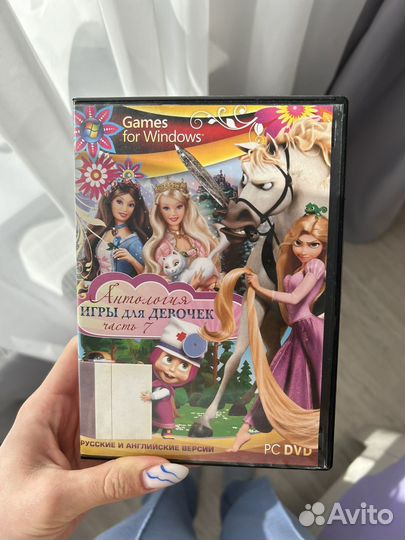 Games
for Windows®
Антология
ИГРЫ ДЛЯ ДЕВОЧЕК
часть 7
РУССКИЕ И АНГЛИЙСКИЕ ВЕРСИИ
PC DVD
Avito